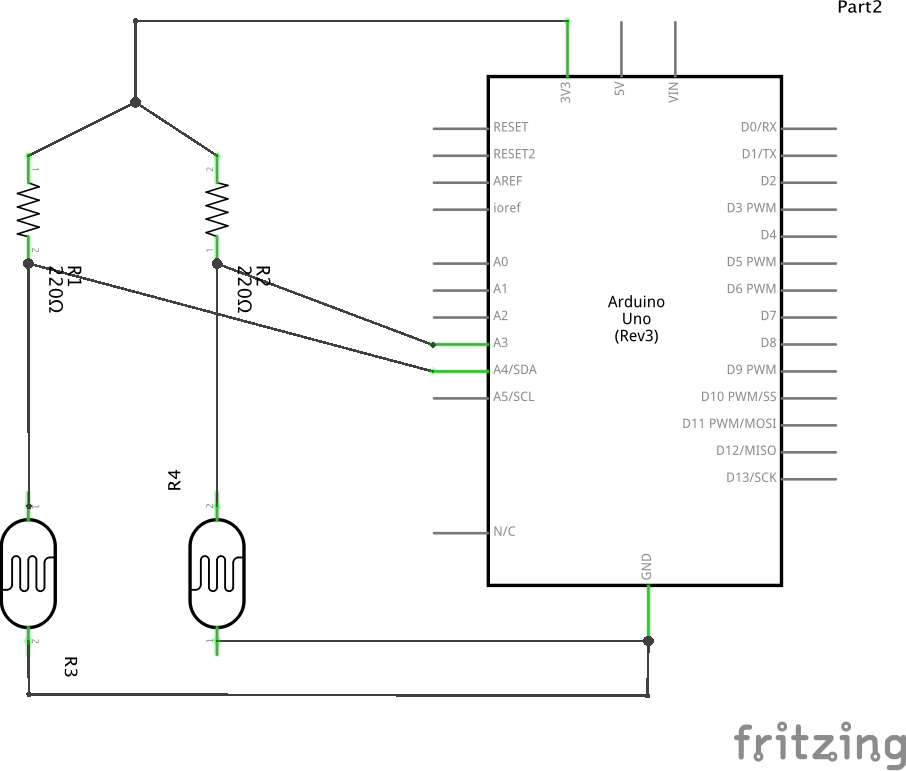 Part2
3V3
5V
VIN
RESET
RESET2
AREF
ioref
A0
A1
A2
A3
A4/SDA
A5/SCL
N/C
D0/RX
D1/TX
D2
D3 PWM
D4
D5 PWM
D6 PWM
D7
D8
D9 PWM
D10 PWM/SS
D11 PWM/MOSI
D12/MISO
D13/SCK
Arduino
Uno
(Rev3)
GND
1
2
R1
220Ω
2
1
R2
220Ω
1
2
R3
2
1
R4
fritzing